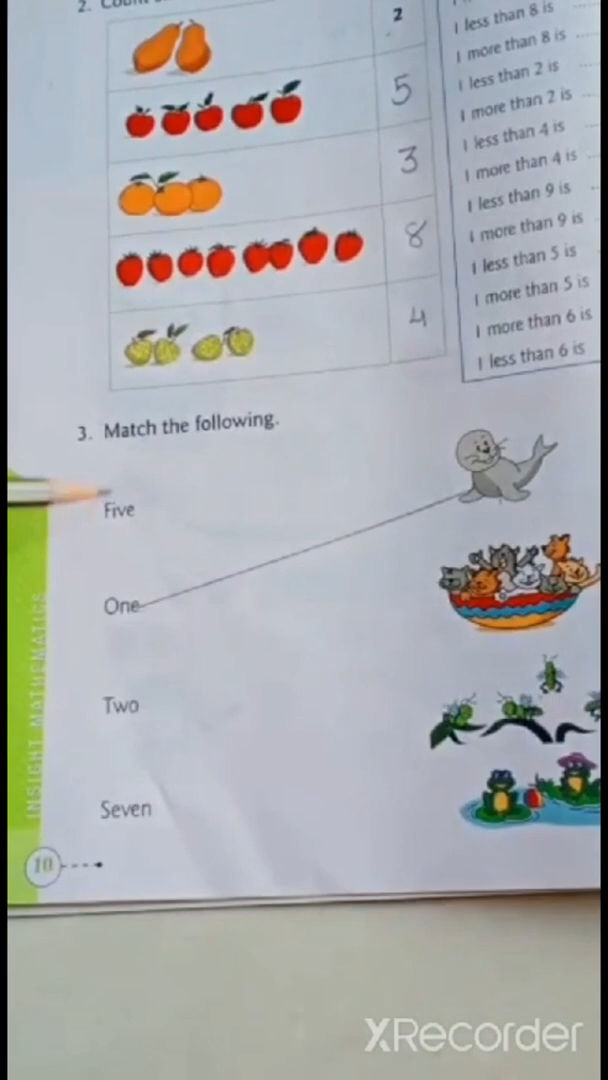 2.
2
5
3
8
4
1 less than 8 is
1 more than 8 is
1 less than 2 is
1 more than 2 is
1 less than 4 is
1 more than 4 is
1 less than 9 is
1 more than 9 is
1 less than 5 is
1 more than 5 is
1 more than 6 is
1 less than 6 is
3. Match the following.
Five
One
Two
Seven
INSIGHT MATHEMATICS
10
XRecorder